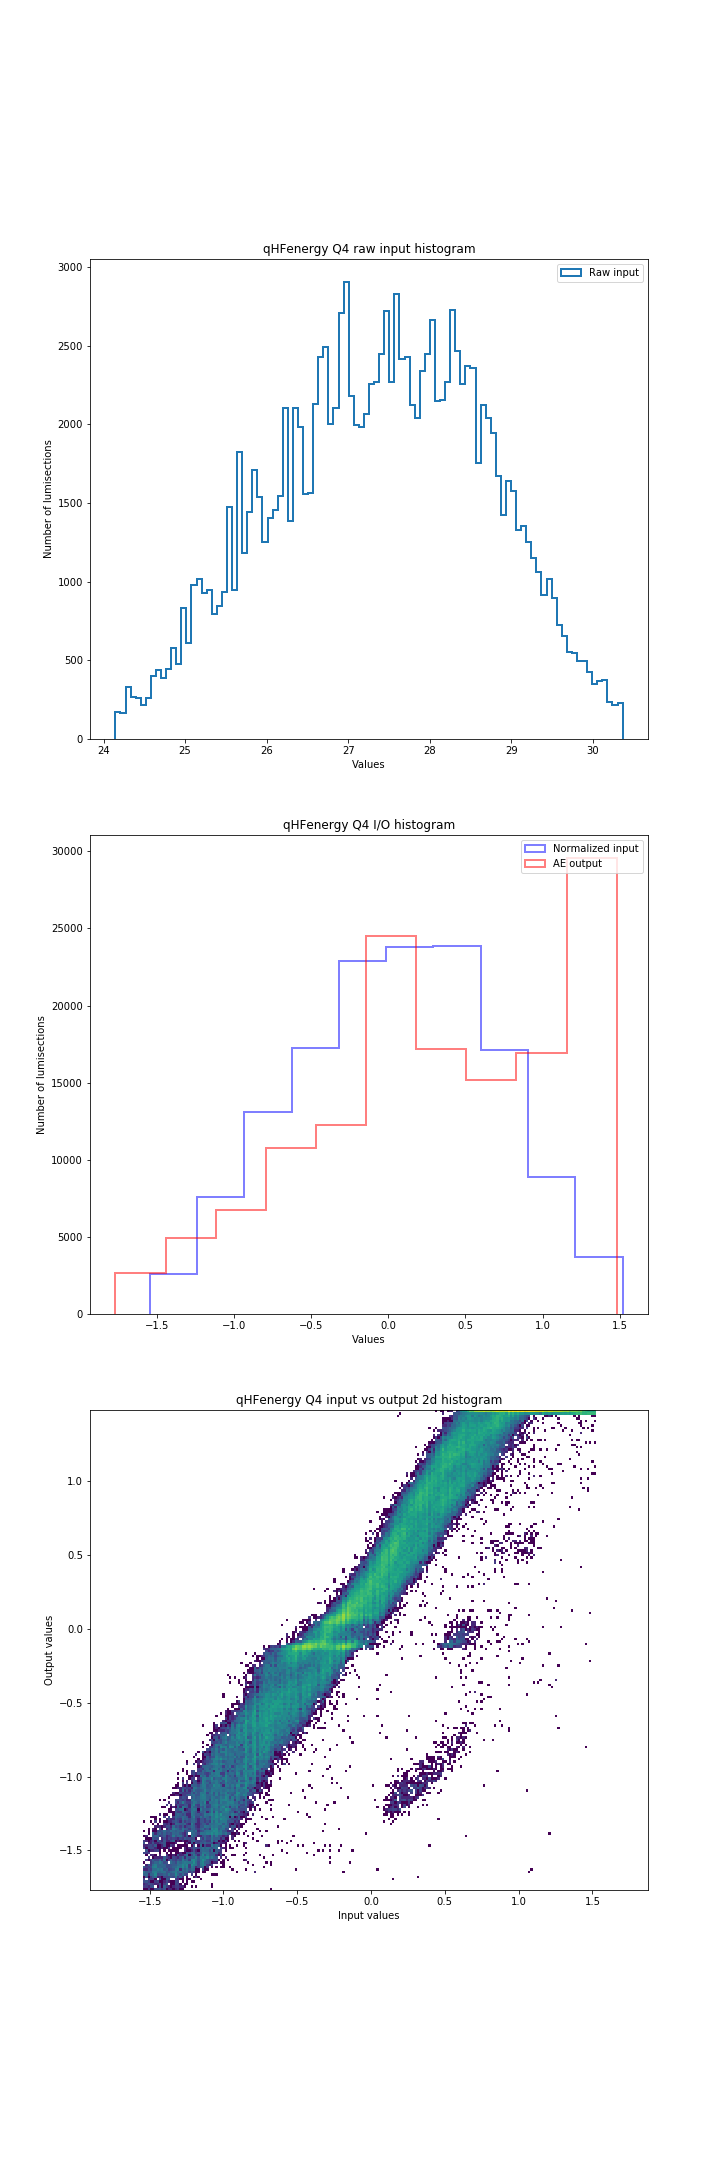 qHFenergy Q4 raw input histogram
3000
2500
2000
1500
1000
500
0
Number of lumisections
Raw input
24 25 26 27 28 29 30
Values
qHFenergy Q4 I/O histogram
30000
25000
20000
15000
10000
5000
0
Number of lumisections
Normalized input
AE output
−1.5 −1.0 −0.5 0.0 0.5 1.0 1.5
Values
qHFenergy Q4 input vs output 2d histogram
1.0
0.5
0.0
−0.5
−1.0
−1.5
Output values
−1.5 −1.0 −0.5 0.0 0.5 1.0 1.5
Input values